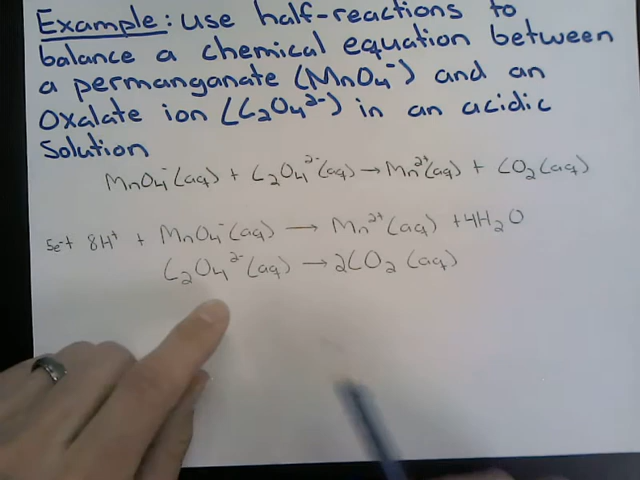 Example: Use half-reactions to
balance a chemical equation between
a permanganate (MnO₄⁻) and an
Oxalate ion (C₂O₄²⁻) in an acidic
Solution
MnO₄⁻(aq) + C₂O₄²⁻(aq) → Mn²⁺(aq) + CO₂(aq)
5e⁻+ 8H⁺ + MnO₄⁻(aq) → Mn²⁺(aq) + 4H₂O
C₂O₄²⁻(aq) → 2CO₂(aq)